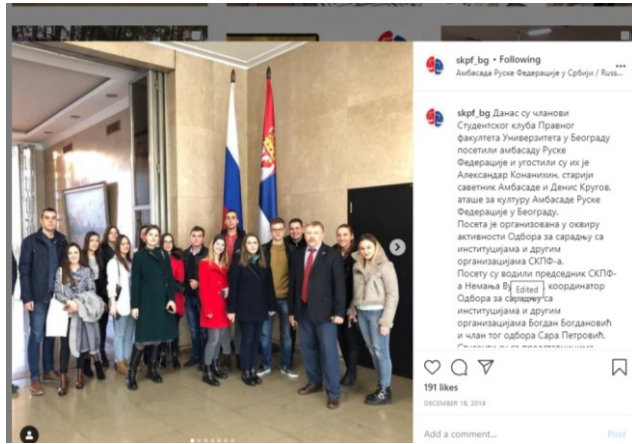 skpf_bg • Following
Амбасада Руске Федерације у Србији / Russ...
skpf_bg Данас су чланови
Студентског клуба Правног
факултета Универзитета у Београду
посетили амбасаду Руске
Федерације и угостили су их је
Александар Конанихин, старији
саветник Амбасаде и Денис Кругов,
аташе за културу Амбасаде Руске
Федерације у Београду.
Посета је организована у оквиру
активности Одбора за сарадњу са
институцијама и другим
организацијама СКПФ-а.
Посету су водили председник СКПФ-
а Немања Ву координатор
Edited
Одбора за сарадњу са
институцијама и другим
организацијама Богдан Богдановић
и члан тог одбора Сара Петровић.
191 likes
DECEMBER 18, 2019
Add a comment...
Post